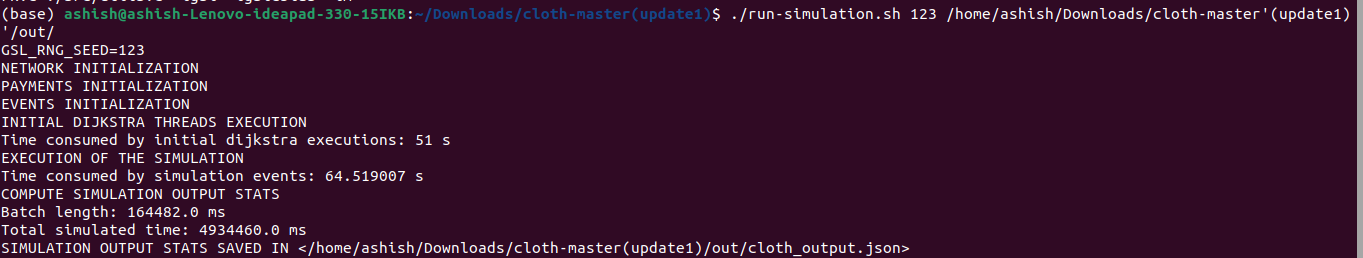 (base) ashish@ashish-Lenovo-ideapad-330-15IKB:~/Downloads/cloth-master(update1)$ ./run-simulation.sh 123 /home/ashish/Downloads/cloth-master'(update1)
'/out/
GSL_RNG_SEED=123
NETWORK INITIALIZATION
PAYMENTS INITIALIZATION
EVENTS INITIALIZATION
INITIAL DIJKSTRA THREADS EXECUTION
Time consumed by initial dijkstra executions: 51 s
EXECUTION OF THE SIMULATION
Time consumed by simulation events: 64.519007 s
COMPUTE SIMULATION OUTPUT STATS
Batch length: 164482.0 ms
Total simulated time: 4934460.0 ms
SIMULATION OUTPUT STATS SAVED IN </home/ashish/Downloads/cloth-master(update1)/out/cloth_output.json>